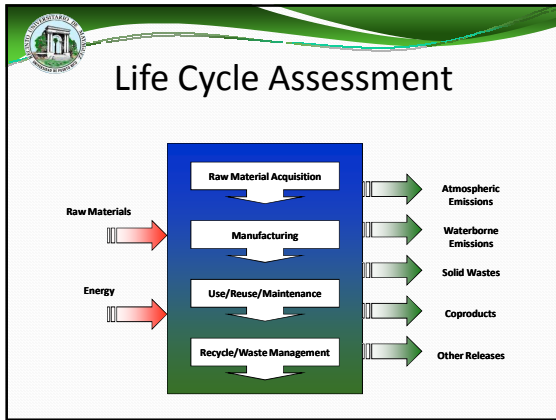 Life Cycle Assessment
Raw Material Acquisition
Manufacturing
Use/Reuse/Maintenance
Recycle/Waste Management
Raw Materials
Energy
Atmospheric
Emissions
Waterborne
Emissions
Solid Wastes
Coproducts
Other Releases